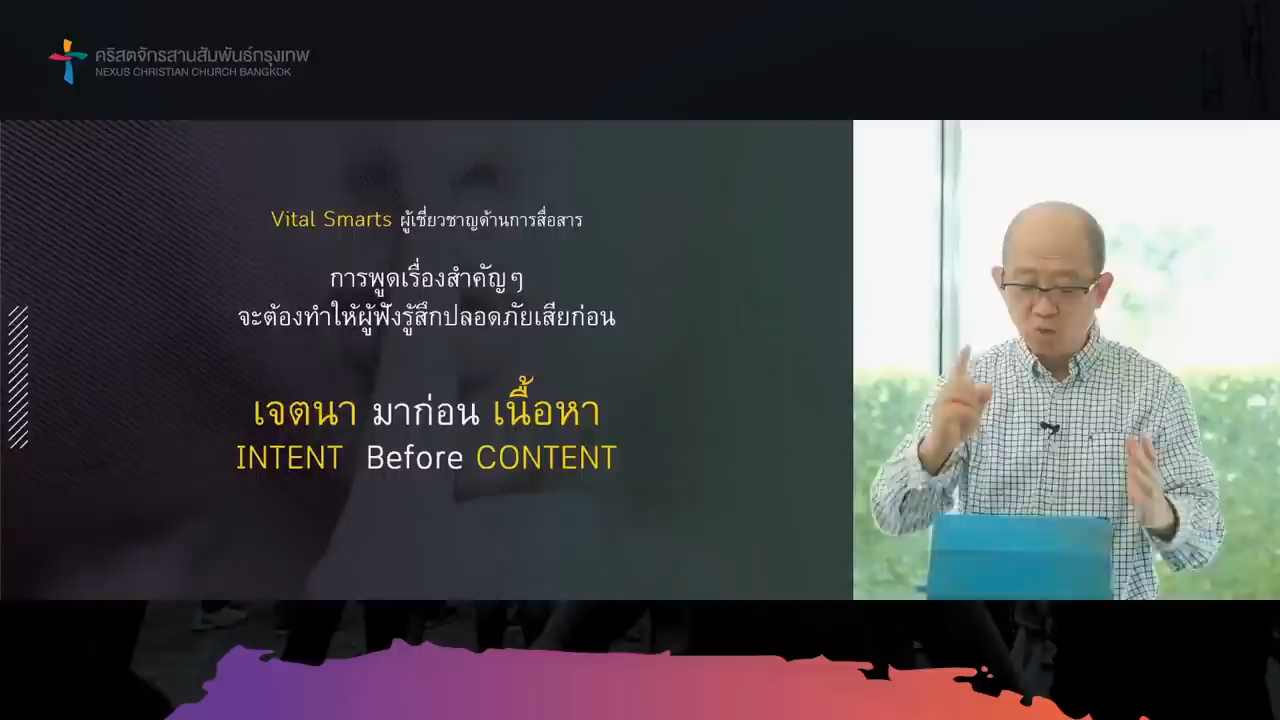 คริสตจักรสานสัมพันธ์กรุงเทพ
NEXUS CHRISTIAN CHURCH BANGKOK
Vital Smarts ผู้เชี่ยวชาญด้านการสื่อสาร
การพูดเรื่องสำคัญๆ
จะต้องทำให้ผู้ฟังรู้สึกปลอดภัยเสียก่อน
เจตนา มาก่อน เนื้อหา
INTENT Before CONTENT